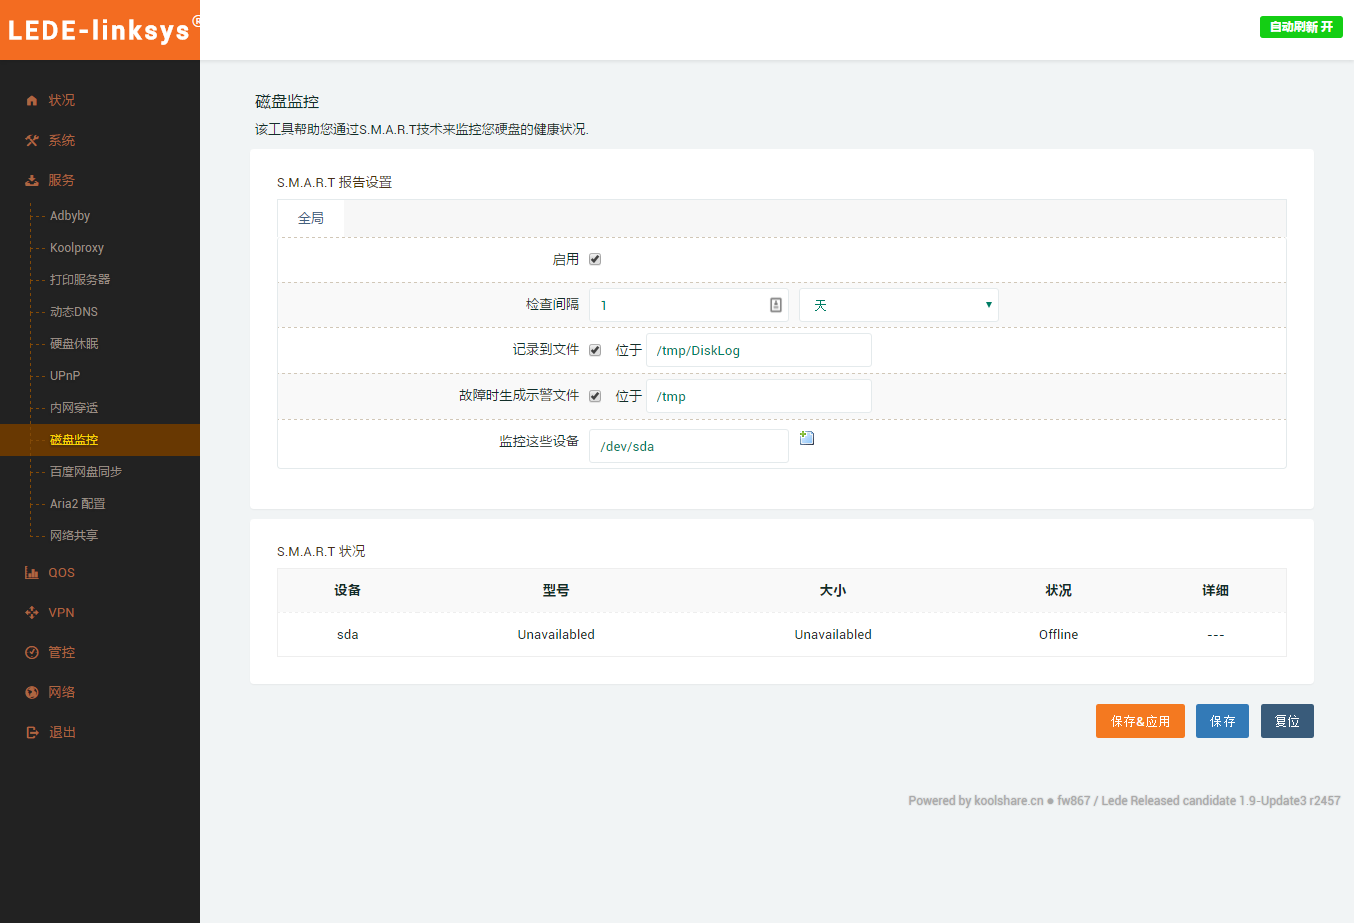 LEDE-linksys®
自动刷新 开
状况
系统
服务
Adbyby
Koolproxy
打印服务器
动态DNS
硬盘休眠
UPnP
内网穿透
磁盘监控
百度网盘同步
Aria2 配置
网络共享
QOS
VPN
管控
网络
退出
磁盘监控
该工具帮助您通过S.M.A.R.T技术来监控您硬盘的健康状况.
S.M.A.R.T 报告设置
全局
启用
检查间隔 1 天
记录到文件 位于 /tmp/DiskLog
故障时生成示警文件 位于 /tmp
监控这些设备 /dev/sda
S.M.A.R.T 状况
设备 型号 大小 状况 详细
sda Unavailabled Unavailabled Offline ---
保存&应用 保存 复位
Powered by koolshare.cn ● fw867 / Lede Released candidate 1.9-Update3 r2457